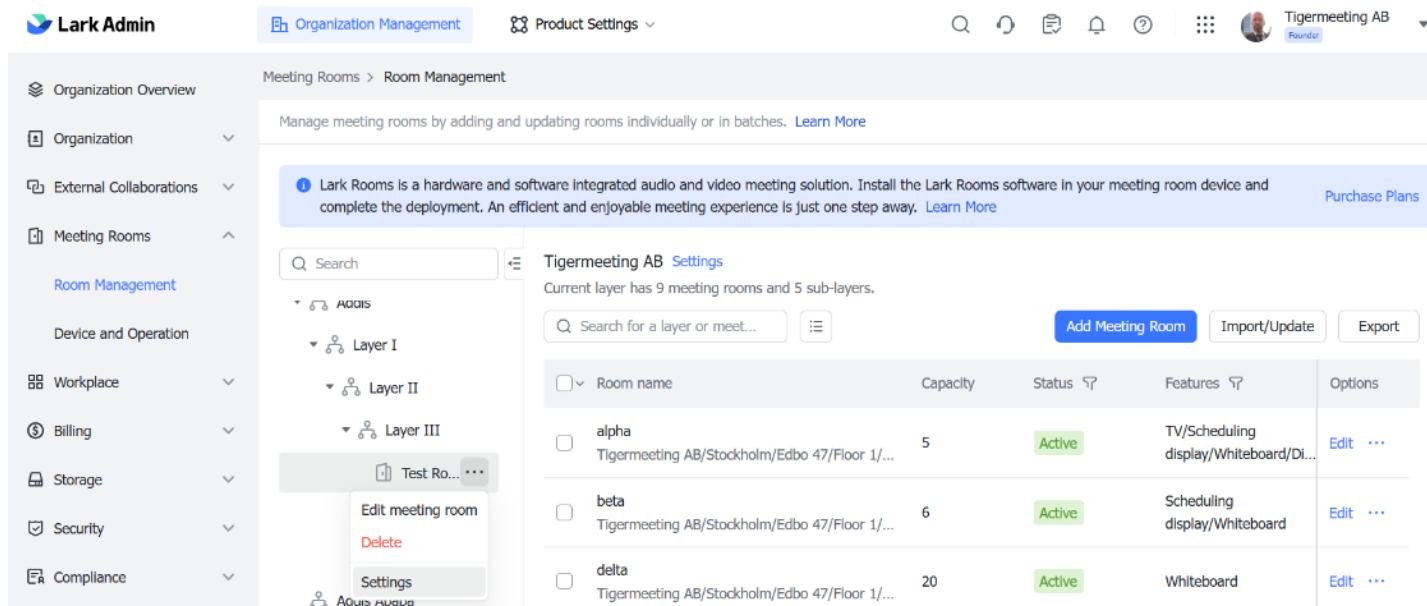 Lark Admin
Organization Management
Product Settings
Tigermeeting AB
Founder
Organization Overview
Organization
External Collaborations
Meeting Rooms
Room Management
Device and Operation
Workplace
Billing
Storage
Security
Compliance
Meeting Rooms > Room Management
Manage meeting rooms by adding and updating rooms individually or in batches. Learn More
Lark Rooms is a hardware and software integrated audio and video meeting solution. Install the Lark Rooms software in your meeting room device and
complete the deployment. An efficient and enjoyable meeting experience is just one step away. Learn More
Purchase Plans
Search
Addis
Layer I
Layer II
Layer III
Test Ro...
Edit meeting room
Delete
Settings
Addis Ababa
Tigermeeting AB Settings
Current layer has 9 meeting rooms and 5 sub-layers.
Search for a layer or meet...
Add Meeting Room
Import/Update
Export
Room name Capacity Status Features Options
alpha
Tigermeeting AB/Stockholm/Edbo 47/Floor 1/...
5
Active
TV/Scheduling
display/Whiteboard/Di...
Edit ...
beta
Tigermeeting AB/Stockholm/Edbo 47/Floor 1/...
6
Active
Scheduling
display/Whiteboard
Edit ...
delta
Tigermeeting AB/Stockholm/Edbo 47/Floor 1/...
20
Active
Whiteboard
Edit ...